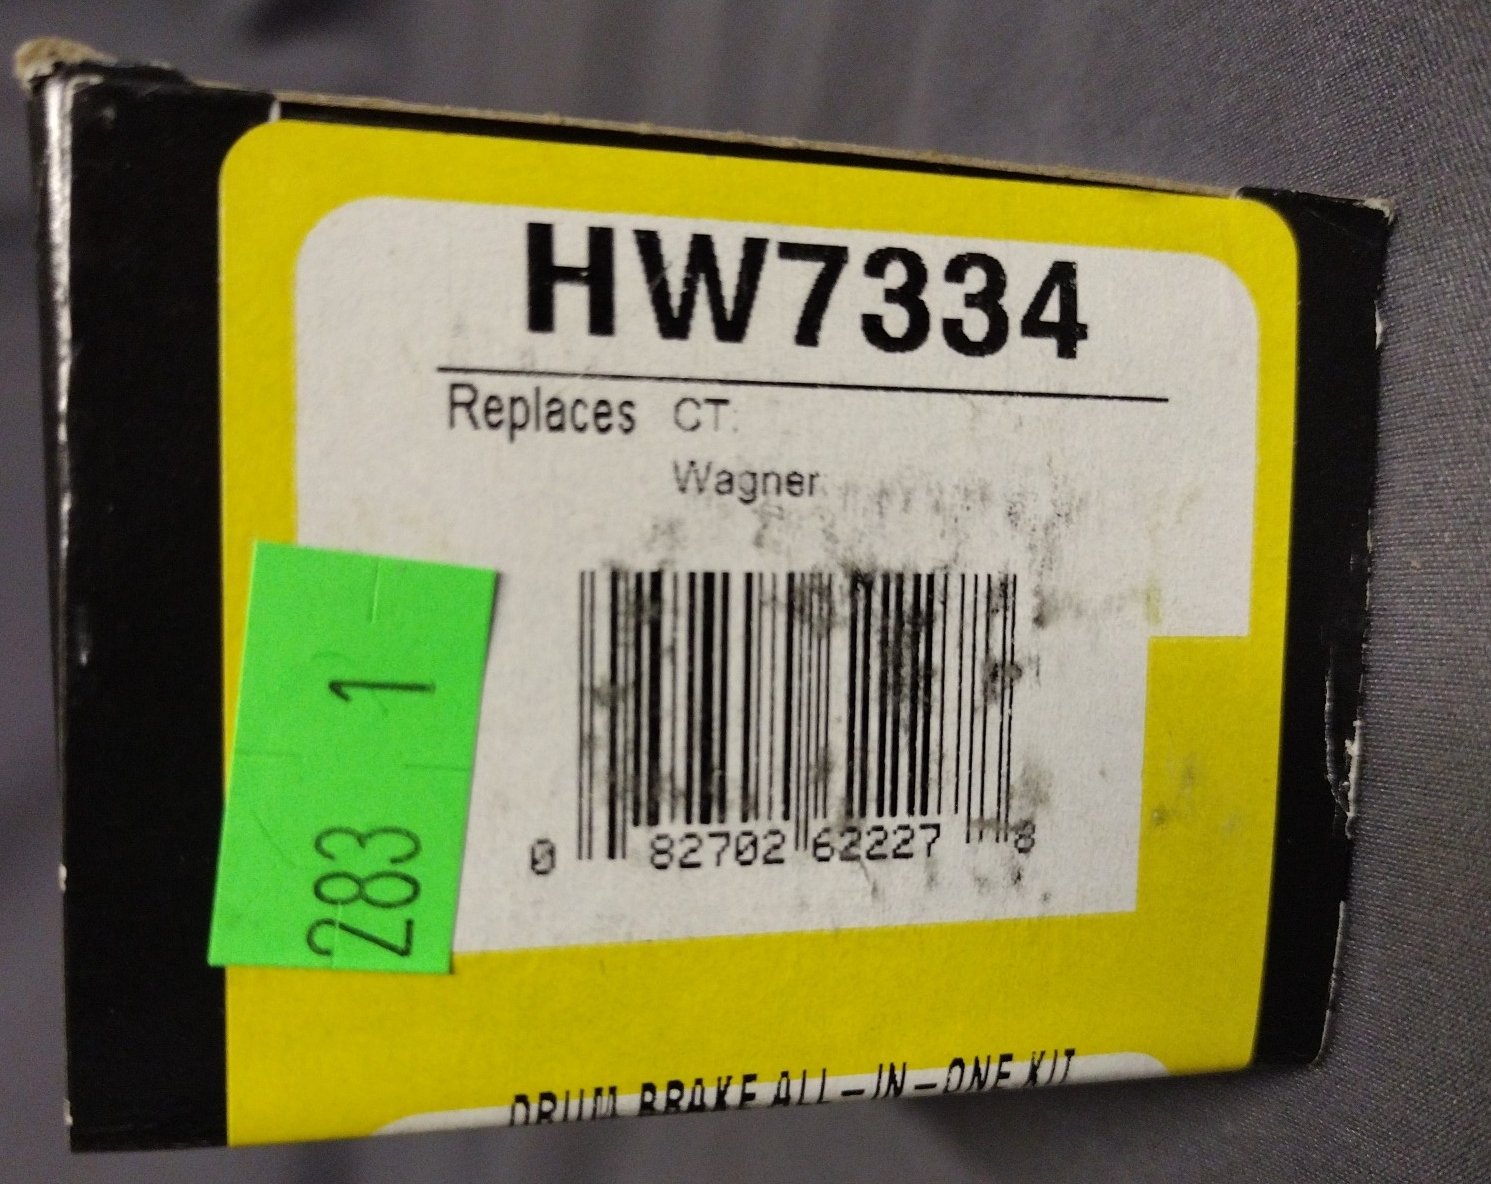 HW7334
Replaces CT.
Wagner
0 82702 62227 8
283 1
DRUM BRAKE ALL-IN-ONE KIT